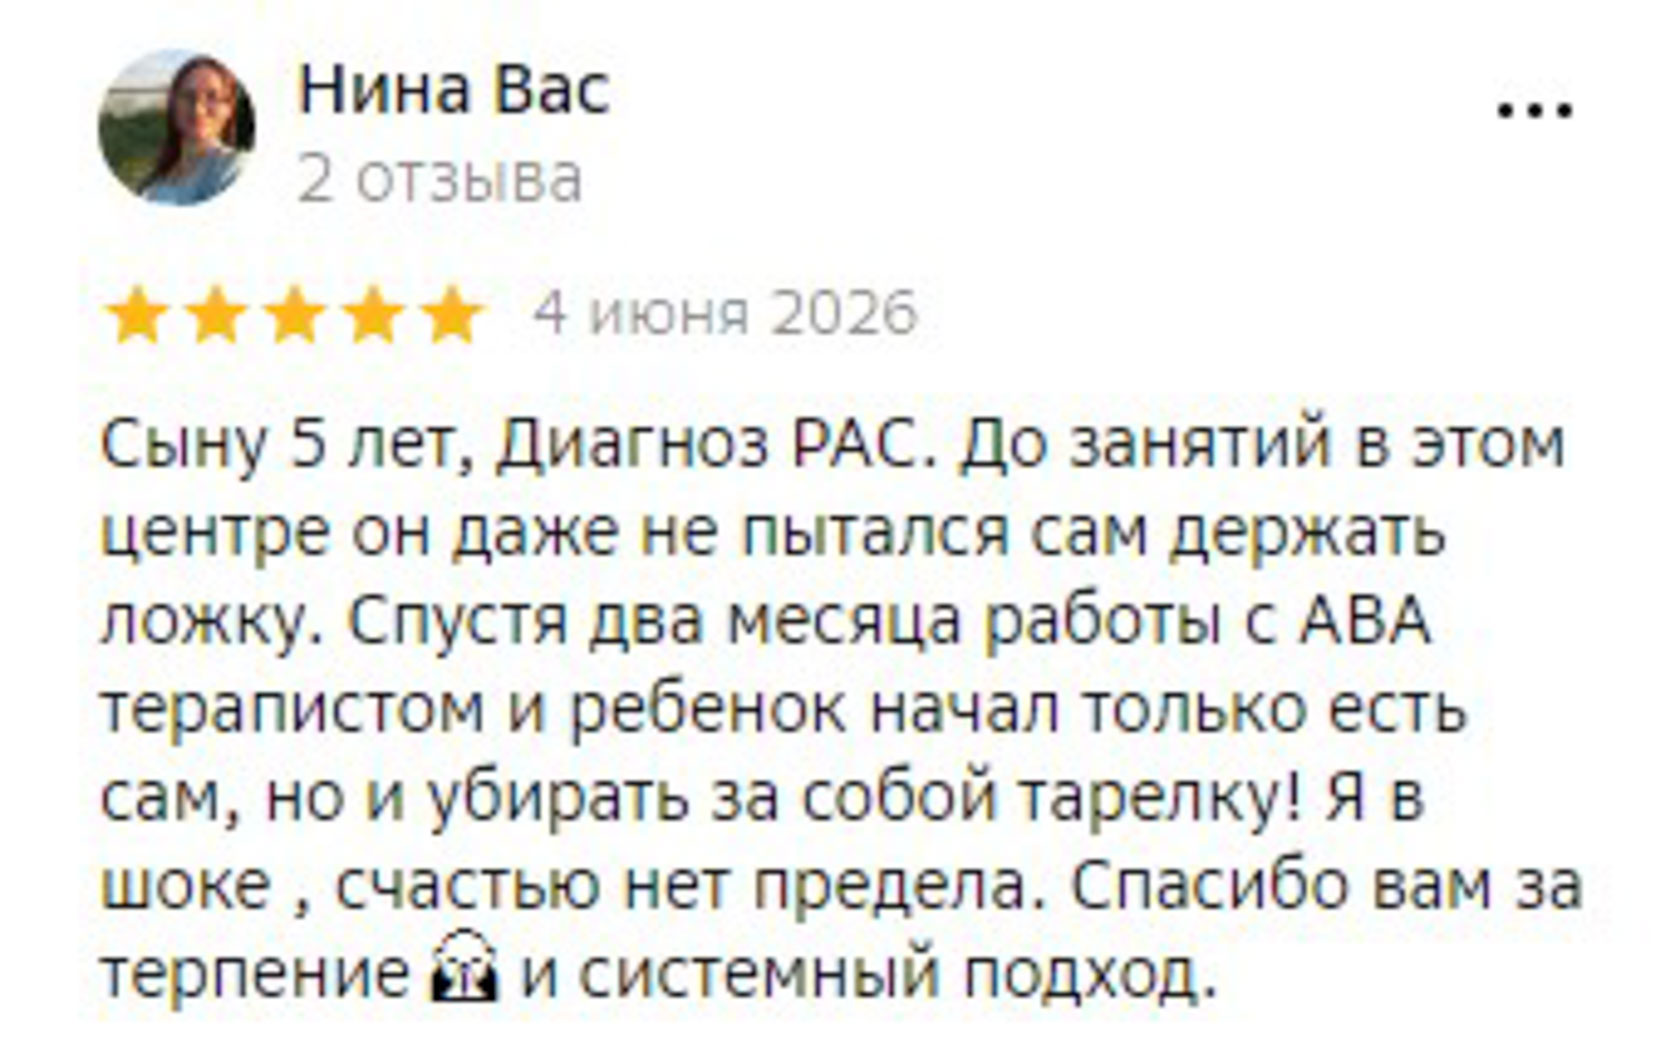 Нина Вас
2 отзыва
4 июня 2026
Сыну 5 лет, Диагноз РАС. До занятий в этом
центре он даже не пытался сам держать
ложку. Спустя два месяца работы с АВА
терапистом и ребенок начал только есть
сам, но и убирать за собой тарелку! Я в
шоке , счастью нет предела. Спасибо вам за
терпение и системный подход.